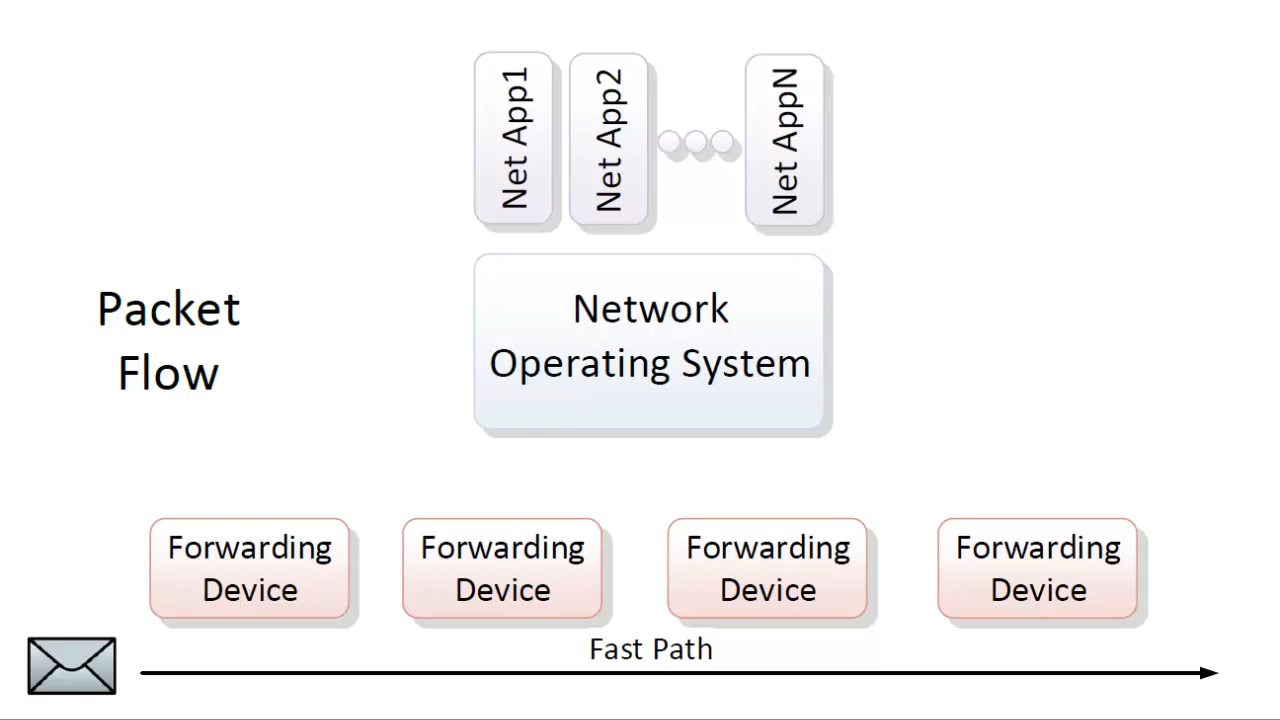 Net App1
Net App2
Net AppN
Packet
Flow
Network
Operating System
Forwarding
Device
Forwarding
Device
Forwarding
Device
Forwarding
Device
Fast Path